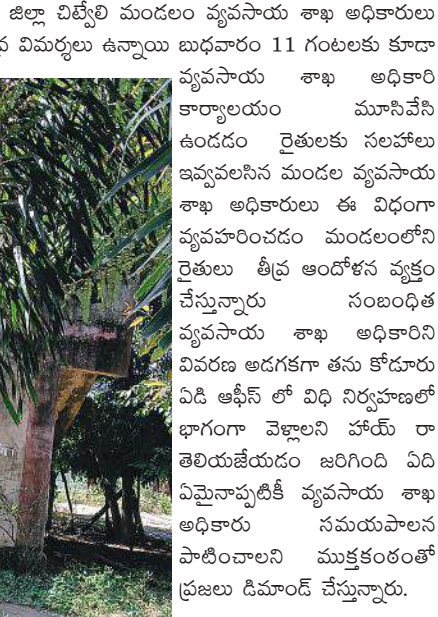 జిల్లా చిట్వేలి మండలం వ్యవసాయ శాఖ అధికారులు
విమర్శలు ఉన్నాయి బుధవారం 11 గంటలకు కూడా
వ్యవసాయ శాఖ అధికారి
కార్యాలయం మూసివేసి
ఉండడం రైతులకు సలహాలు
ఇవ్వవలసిన మండల వ్యవసాయ
శాఖ అధికారులు ఈ విధంగా
వ్యవహరించడం మండలంలోని
రైతులు తీవ్ర ఆందోళన వ్యక్తం
చేస్తున్నారు సంబంధిత
వ్యవసాయ శాఖ అధికారిని
వివరణ అడగకగా తను కోడూరు
ఏడి ఆఫీస్ లో విధి నిర్వహణలో
భాగంగా వెళ్లాలని హాయ్ రా
తెలియజేయడం జరిగింది ఏది
ఏమైనాప్పటికీ వ్యవసాయ శాఖ
అధికారు సమయపాలన
పాటించాలని ముక్తకంఠంతో
ప్రజలు డిమాండ్ చేస్తున్నారు.